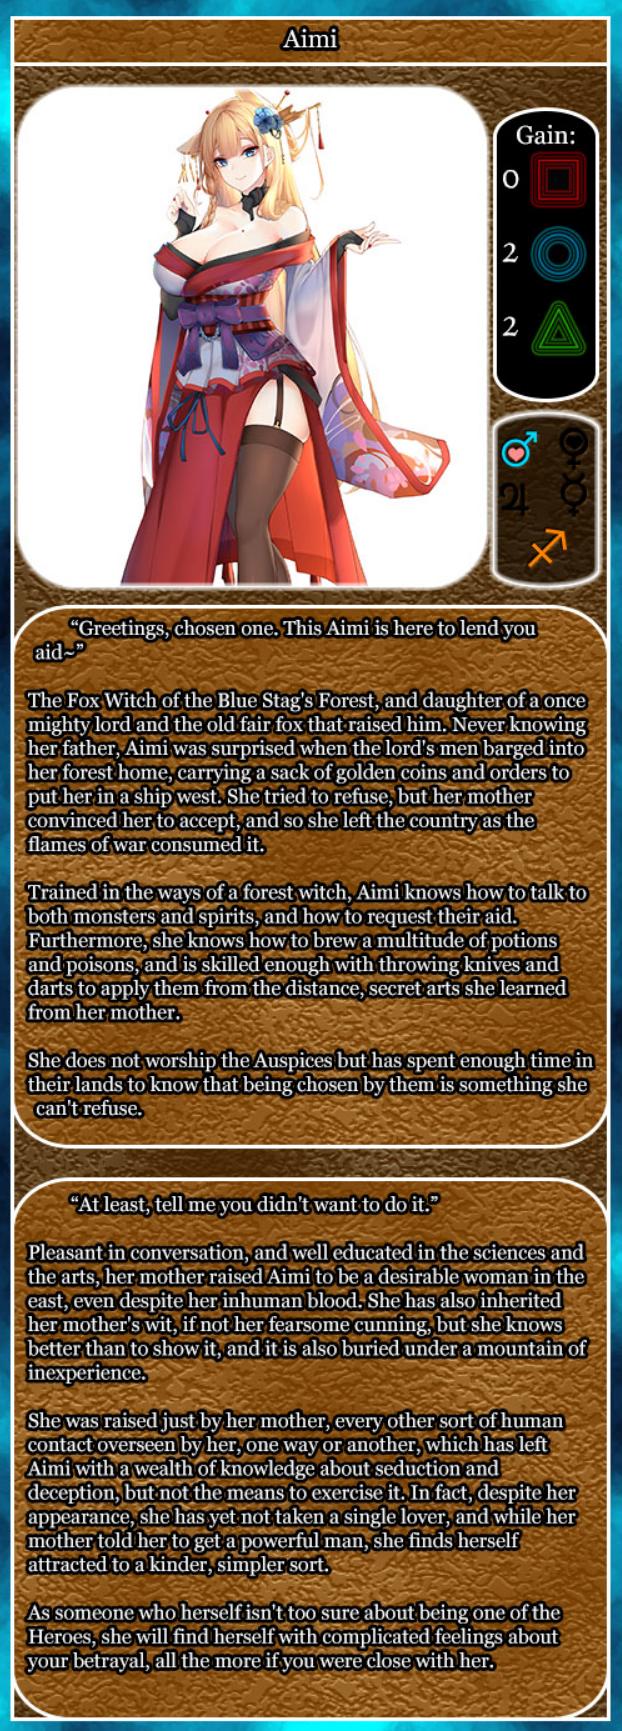 Aimi
Gain:
0
2
2
“Greetings, chosen one. This Aimi is here to lend you
aid~”
The Fox Witch of the Blue Stag's Forest, and daughter of a once
mighty lord and the old fair fox that raised him. Never knowing
her father, Aimi was surprised when the lord's men barged into
her forest home, carrying a sack of golden coins and orders to
put her in a ship west. She tried to refuse, but her mother
convinced her to accept, and so she left the country as the
flames of war consumed it.
Trained in the ways of a forest witch, Aimi knows how to talk to
both monsters and spirits, and how to request their aid.
Furthermore, she knows how to brew a multitude of potions
and poisons, and is skilled enough with throwing knives and
darts to apply them from the distance, secret arts she learned
from her mother.
She does not worship the Auspices but has spent enough time in
their lands to know that being chosen by them is something she
can't refuse.
“At least, tell me you didn't want to do it.”
Pleasant in conversation, and well educated in the sciences and
the arts, her mother raised Aimi to be a desirable woman in the
east, even despite her inhuman blood. She has also inherited
her mother's wit, if not her fearsome cunning, but she knows
better than to show it, and it is also buried under a mountain of
inexperience.
She was raised just by her mother, every other sort of human
contact overseen by her, one way or another, which has left
Aimi with a wealth of knowledge about seduction and
deception, but not the means to exercise it. In fact, despite her
appearance, she has yet not taken a single lover, and while her
mother told her to get a powerful man, she finds herself
attracted to a kinder, simpler sort.
As someone who herself isn't too sure about being one of the
Heroes, she will find herself with complicated feelings about
your betrayal, all the more if you were close with her.